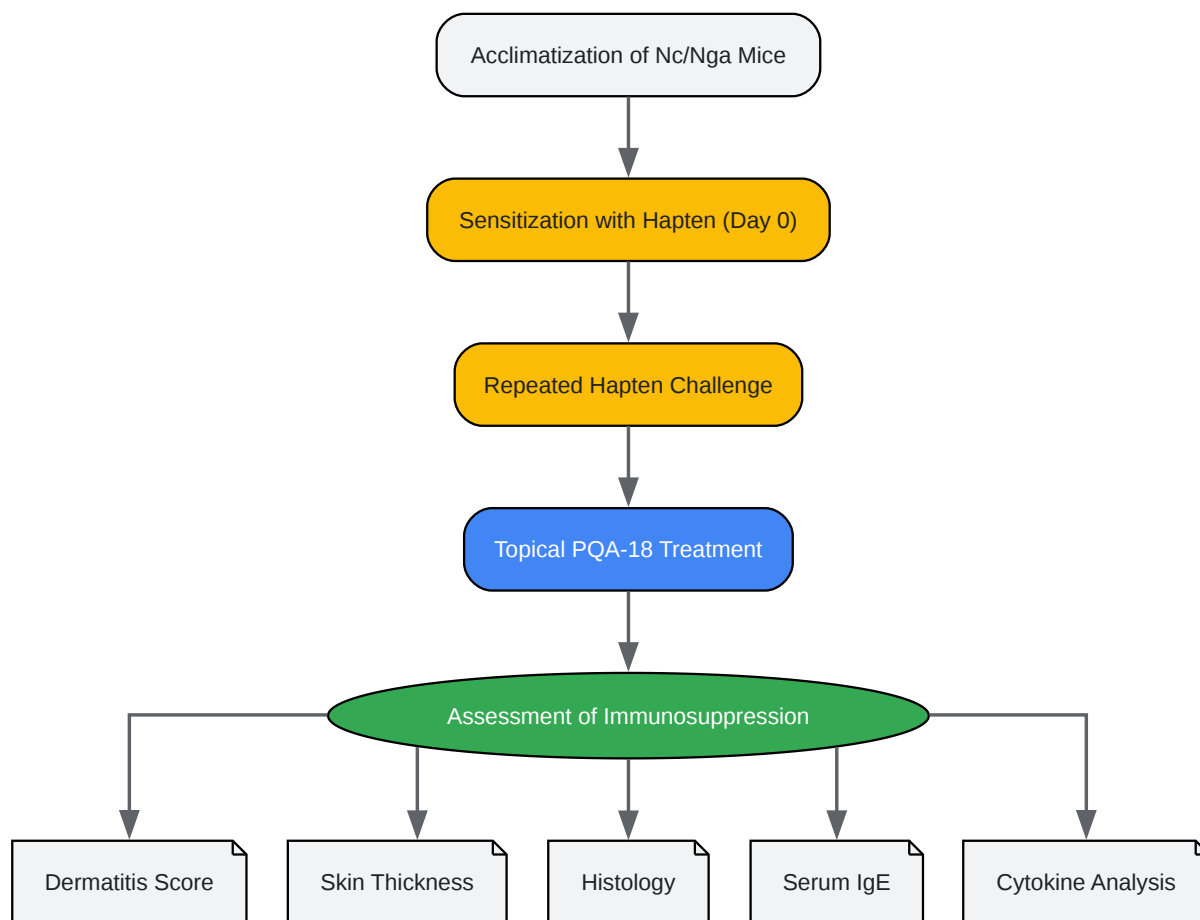 Acclimatization of Nc/Nga Mice
Sensitization with Hapten (Day 0)
Repeated Hapten Challenge
Topical PQA-18 Treatment
Assessment of Immunosuppression
Dermatitis Score
Skin Thickness
Histology
Serum IgE
Cytokine Analysis